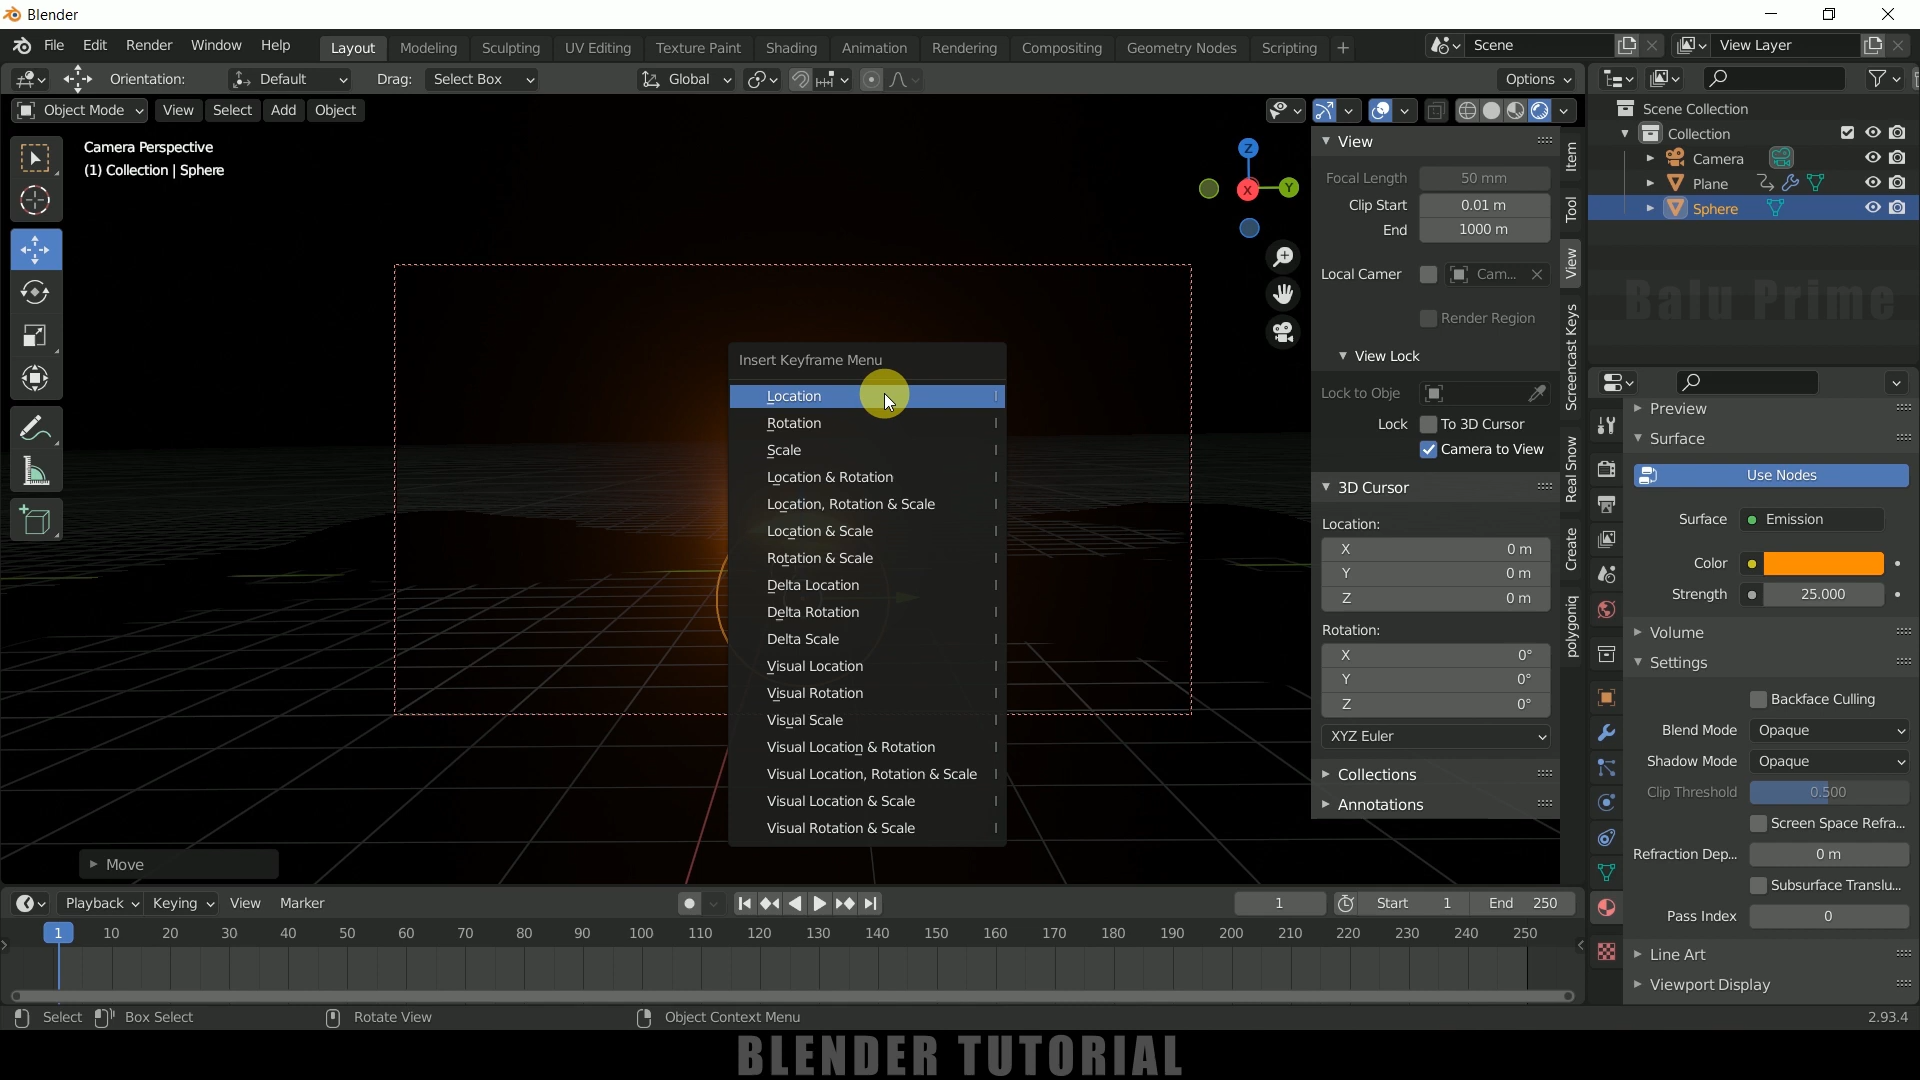 Blender
File Edit Render Window Help Layout Modeling Sculpting UV Editing Texture Paint Shading Animation Rendering Compositing Geometry Nodes Scripting + Scene View Layer
Orientation: Default Drag: Select Box Global Options
Object Mode View Select Add Object
Camera Perspective
(1) Collection | Sphere
Z
Y
X
Insert Keyframe Menu
Location I
Rotation I
Scale I
Location & Rotation I
Location, Rotation & Scale I
Location & Scale I
Rotation & Scale I
Delta Location I
Delta Rotation I
Delta Scale I
Visual Location I
Visual Rotation I
Visual Scale I
Visual Location & Rotation I
Visual Location, Rotation & Scale I
Visual Location & Scale I
Visual Rotation & Scale I
View
Focal Length 50 mm
Clip Start 0.01 m
End 1000 m
Local Camer Cam...
Render Region
View Lock
Lock to Obje
Lock To 3D Cursor
Camera to View
3D Cursor
Location:
X 0 m
Y 0 m
Z 0 m
Rotation:
X 0°
Y 0°
Z 0°
XYZ Euler
Collections
Annotations
Item
Tool
View
Screencast Keys
Real Snow
Create
polygoniq
Scene Collection
Collection
Camera
Plane
Sphere
Balu Prime
Preview
Surface
Use Nodes
Surface Emission
Color
Strength 25.000
Volume
Settings
Backface Culling
Blend Mode Opaque
Shadow Mode Opaque
Clip Threshold 0.500
Screen Space Refra...
Refraction Dep... 0 m
Subsurface Translu...
Pass Index 0
Line Art
Viewport Display
Move
Playback Keying View Marker 1 Start 1 End 250
1 10 20 30 40 50 60 70 80 90 100 110 120 130 140 150 160 170 180 190 200 210 220 230 240 250
Select Box Select Rotate View Object Context Menu 2.93.4
BLENDER TUTORIAL